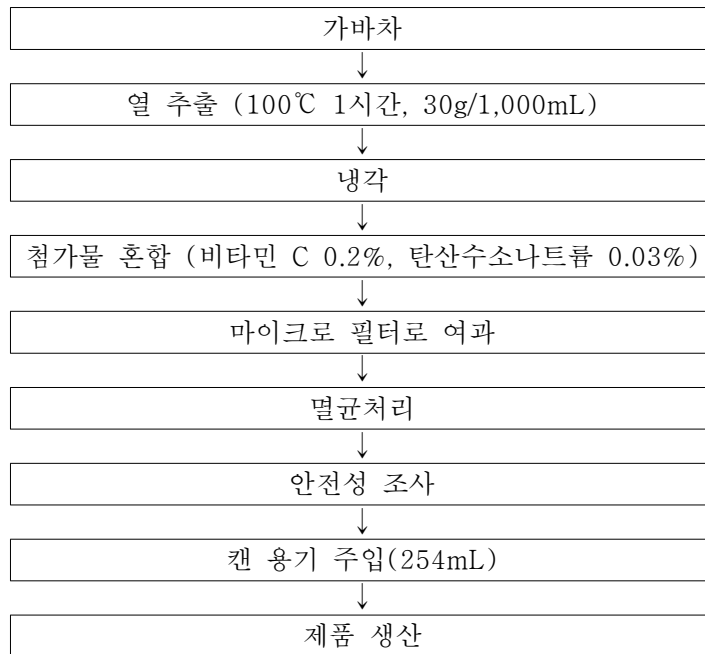 가바차
열 추출 (100℃ 1시간, 30g/1,000mL)
냉각
첨가물 혼합 (비타민 C 0.2%, 탄산수소나트륨 0.03%)
마이크로 필터로 여과
멸균처리
안전성 조사
캔 용기 주입(254mL)
제품 생산